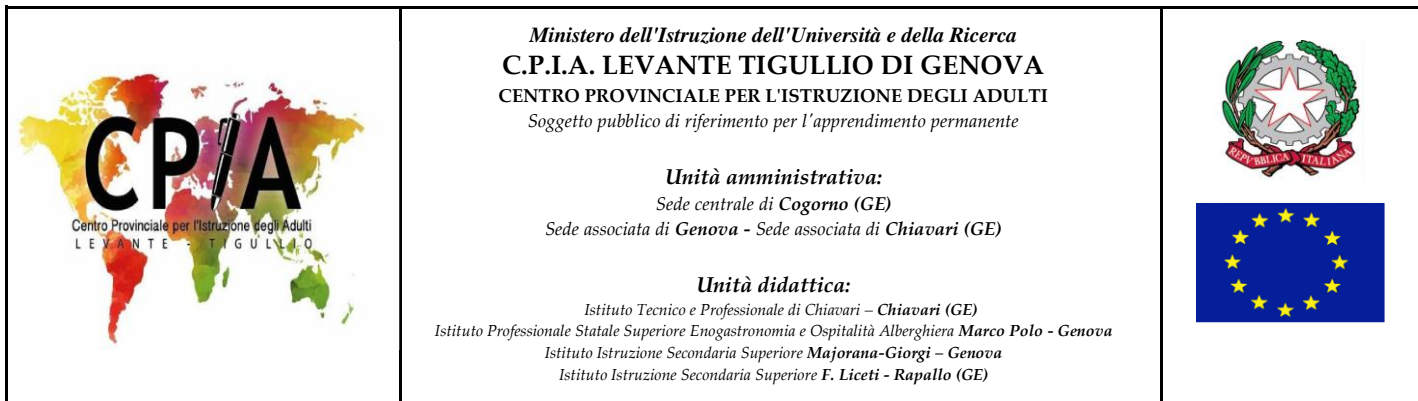 CPIA
Centro Provinciale per l'Istruzione degli Adulti
LEVANTE - TIGULLIO
Ministero dell'Istruzione dell'Università e della Ricerca
C.P.I.A. LEVANTE TIGULLIO DI GENOVA
CENTRO PROVINCIALE PER L'ISTRUZIONE DEGLI ADULTI
Soggetto pubblico di riferimento per l'apprendimento permanente
Unità amministrativa:
Sede centrale di Cogorno (GE)
Sede associata di Genova - Sede associata di Chiavari (GE)
Unità didattica:
Istituto Tecnico e Professionale di Chiavari – Chiavari (GE)
Istituto Professionale Statale Superiore Enogastronomia e Ospitalità Alberghiera Marco Polo - Genova
Istituto Istruzione Secondaria Superiore Majorana-Giorgi – Genova
Istituto Istruzione Secondaria Superiore F. Liceti - Rapallo (GE)
REPVBBLICA ITALIANA